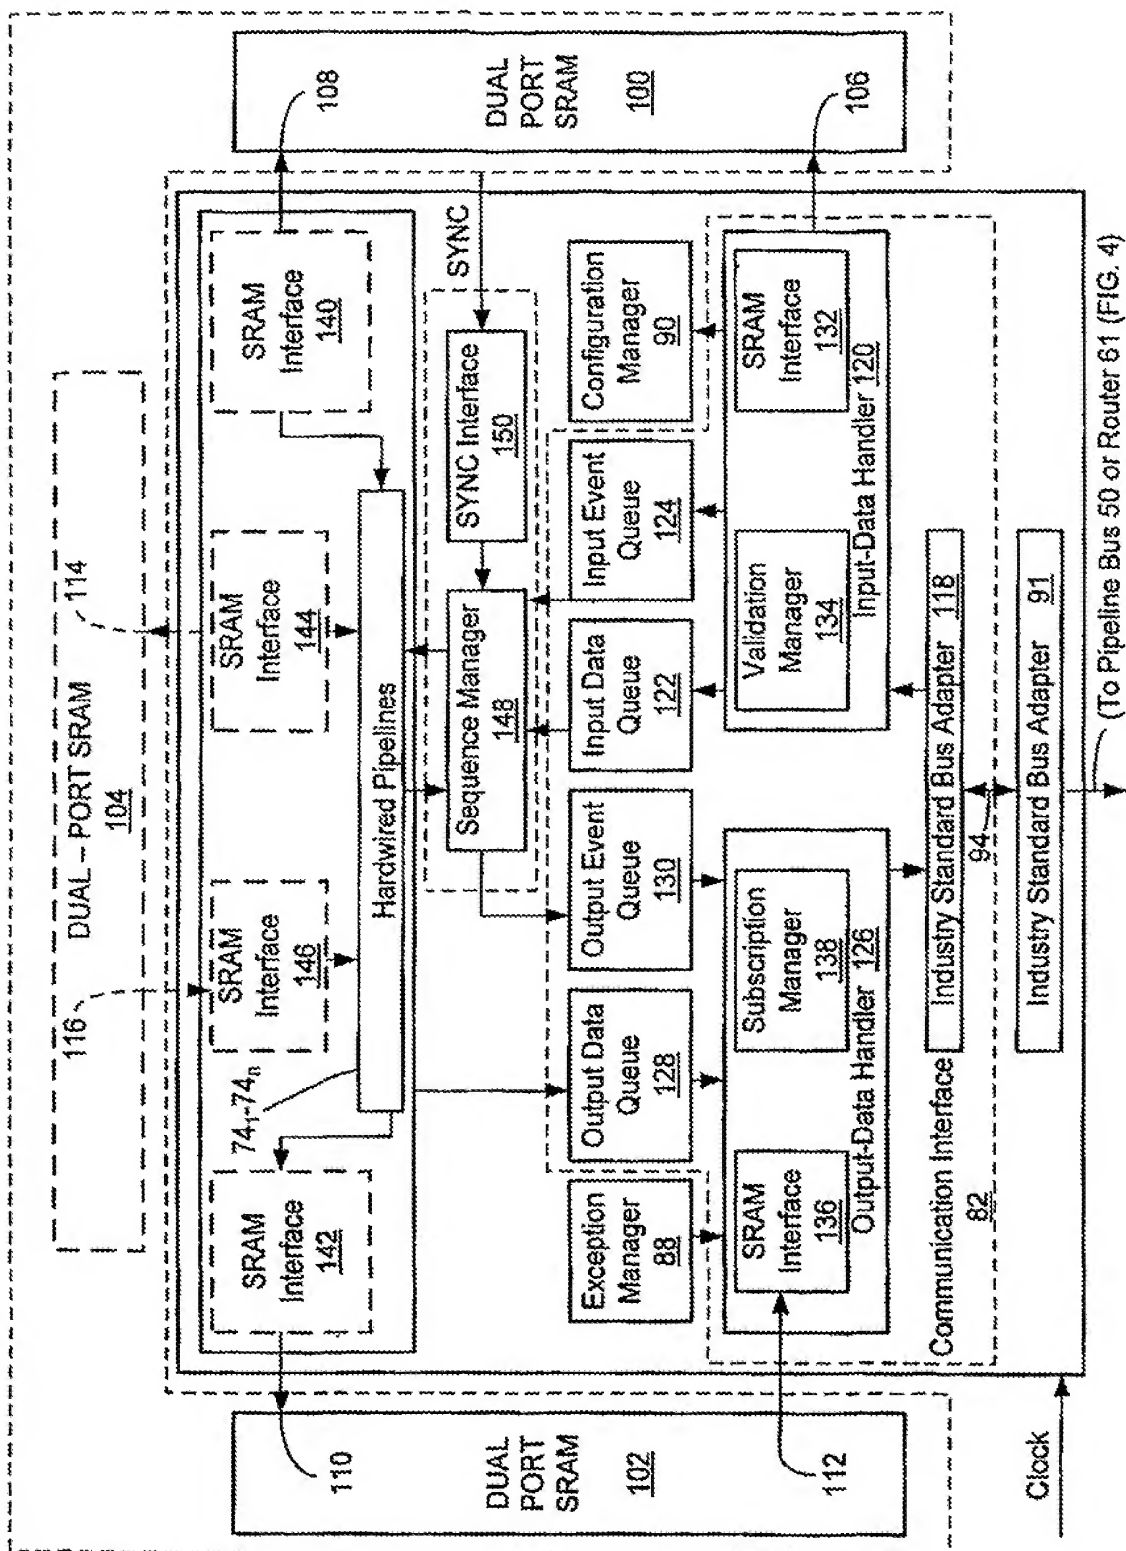 DUAL – PORT SRAM
104
116
114
DUAL
PORT
SRAM
102
110
112
SRAM
Interface
142
74₁-74ₙ
SRAM
Interface
146
SRAM
Interface
144
SRAM
Interface
140
Hardwired Pipelines
Sequence Manager
148
SYNC Interface
150
SYNC
Exception
Manager
88
Output Data
Queue
128
Output Event
Queue
130
Input Data
Queue
122
Input Event
Queue
124
Configuration
Manager
90
SRAM
Interface
136
Subscription
Manager
138
Output-Data Handler 126
Validation
Manager
134
SRAM
Interface
132
Input-Data Handler 120
Communication Interface
82
Industry Standard Bus Adapter 118
94
Industry Standard Bus Adapter 91
DUAL
PORT
SRAM
100
108
106
Clock
(To Pipeline Bus 50 or Router 61 (FIG. 4)